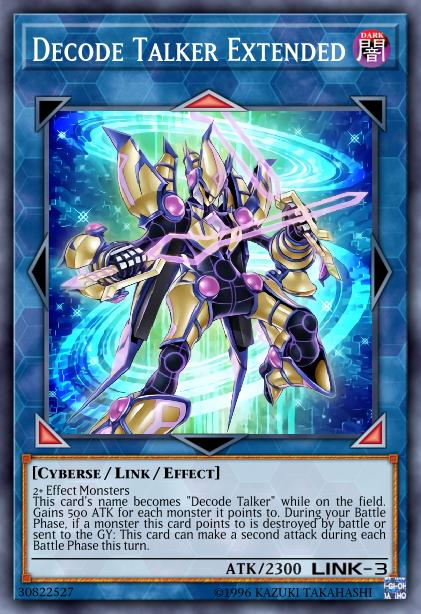 DECODE TALKER EXTENDED
DARK
闇
[CYBERSE / LINK / EFFECT]
2+ Effect Monsters
This card's name becomes "Decode Talker" while on the field.
Gains 500 ATK for each monster it points to. During your Battle
Phase, if a monster this card points to is destroyed by battle or
sent to the GY: This card can make a second attack during each
Battle Phase this turn.
ATK/2300 LINK-3
30822527
©1996 KAZUKI TAKAHASHI